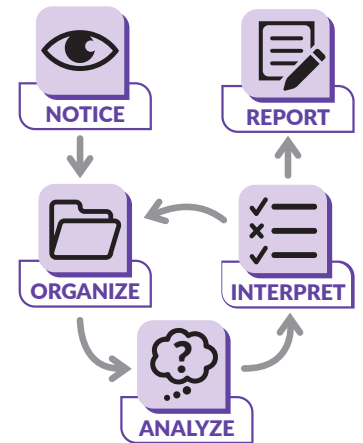 NOTICE
REPORT
ORGANIZE
INTERPRET
?
ANALYZE